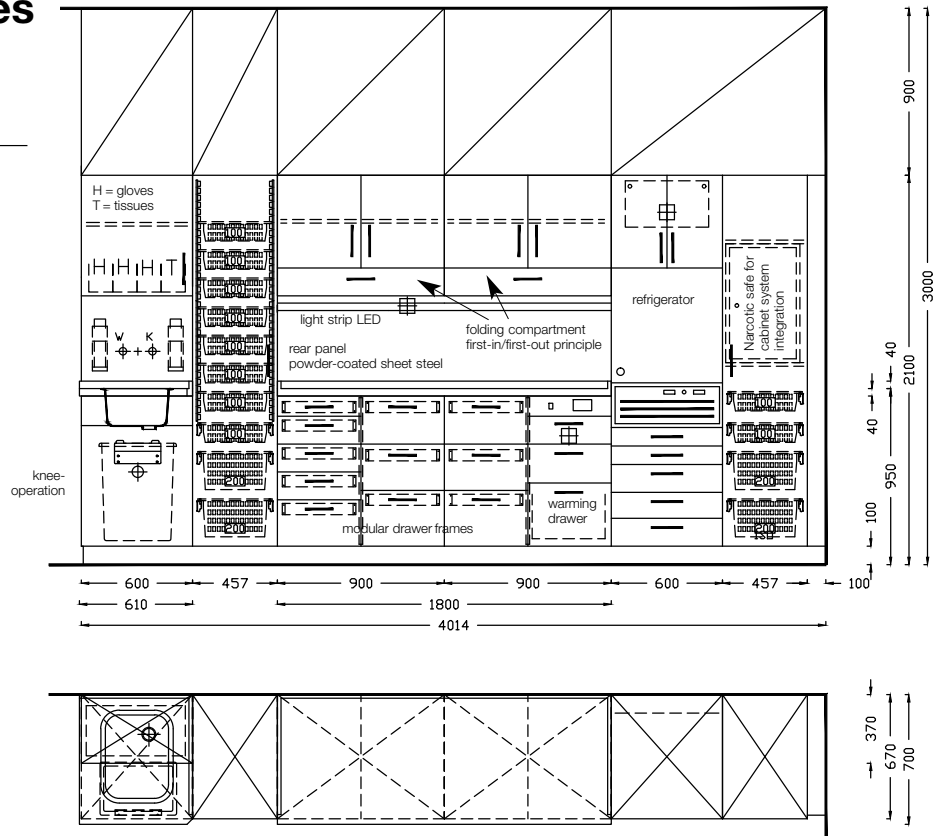 es
H = gloves
T = tissues
H H H T
W K
knee-
operation
100
100
100
100
100
100
100
100
200
200
light strip LED
rear panel
powder-coated sheet steel
folding compartment
first-in/first-out principle
modular drawer frames
warming
drawer
refrigerator
Narcotic safe for
cabinet system
integration
100
100
200
200
900
3000
2100
40
40
950
100
600 457 900 900 600 457 100
610 1800
4014
370
670
700